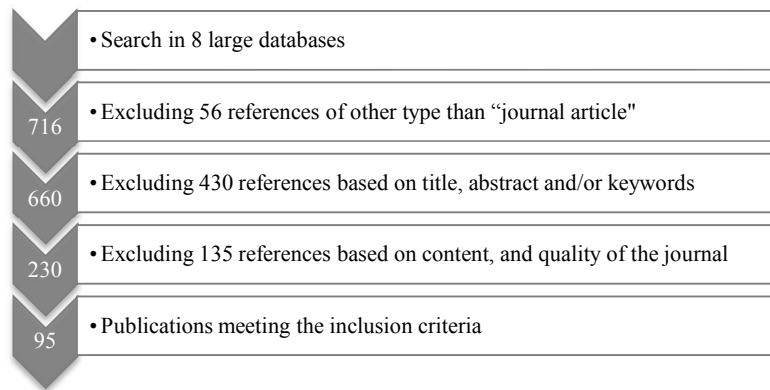 • Search in 8 large databases
716 • Excluding 56 references of other type than “journal article"
660 • Excluding 430 references based on title, abstract and/or keywords
230 • Excluding 135 references based on content, and quality of the journal
95 • Publications meeting the inclusion criteria